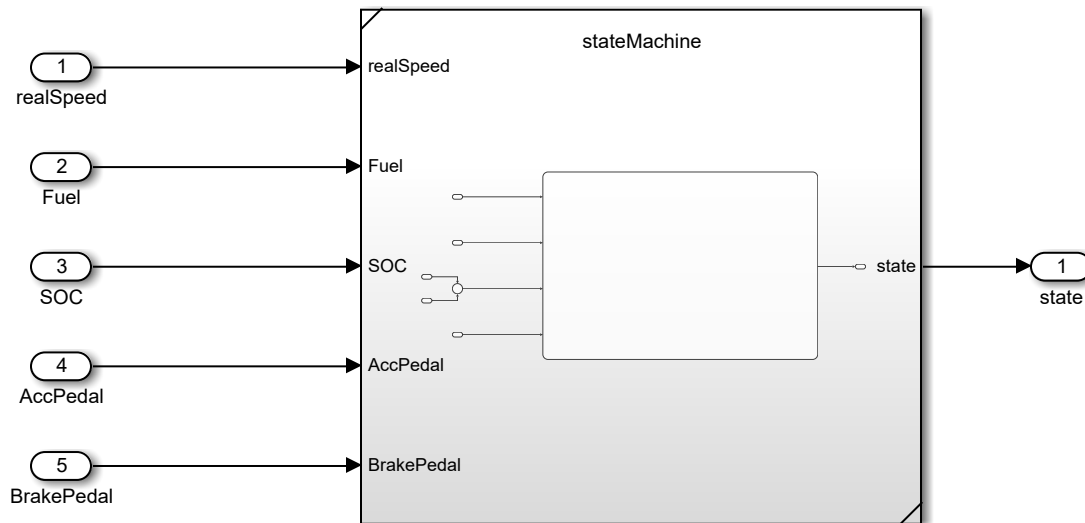 stateMachine
1
realSpeed
realSpeed
2
Fuel
Fuel
3
SOC
SOC
state
1
state
4
AccPedal
AccPedal
5
BrakePedal
BrakePedal